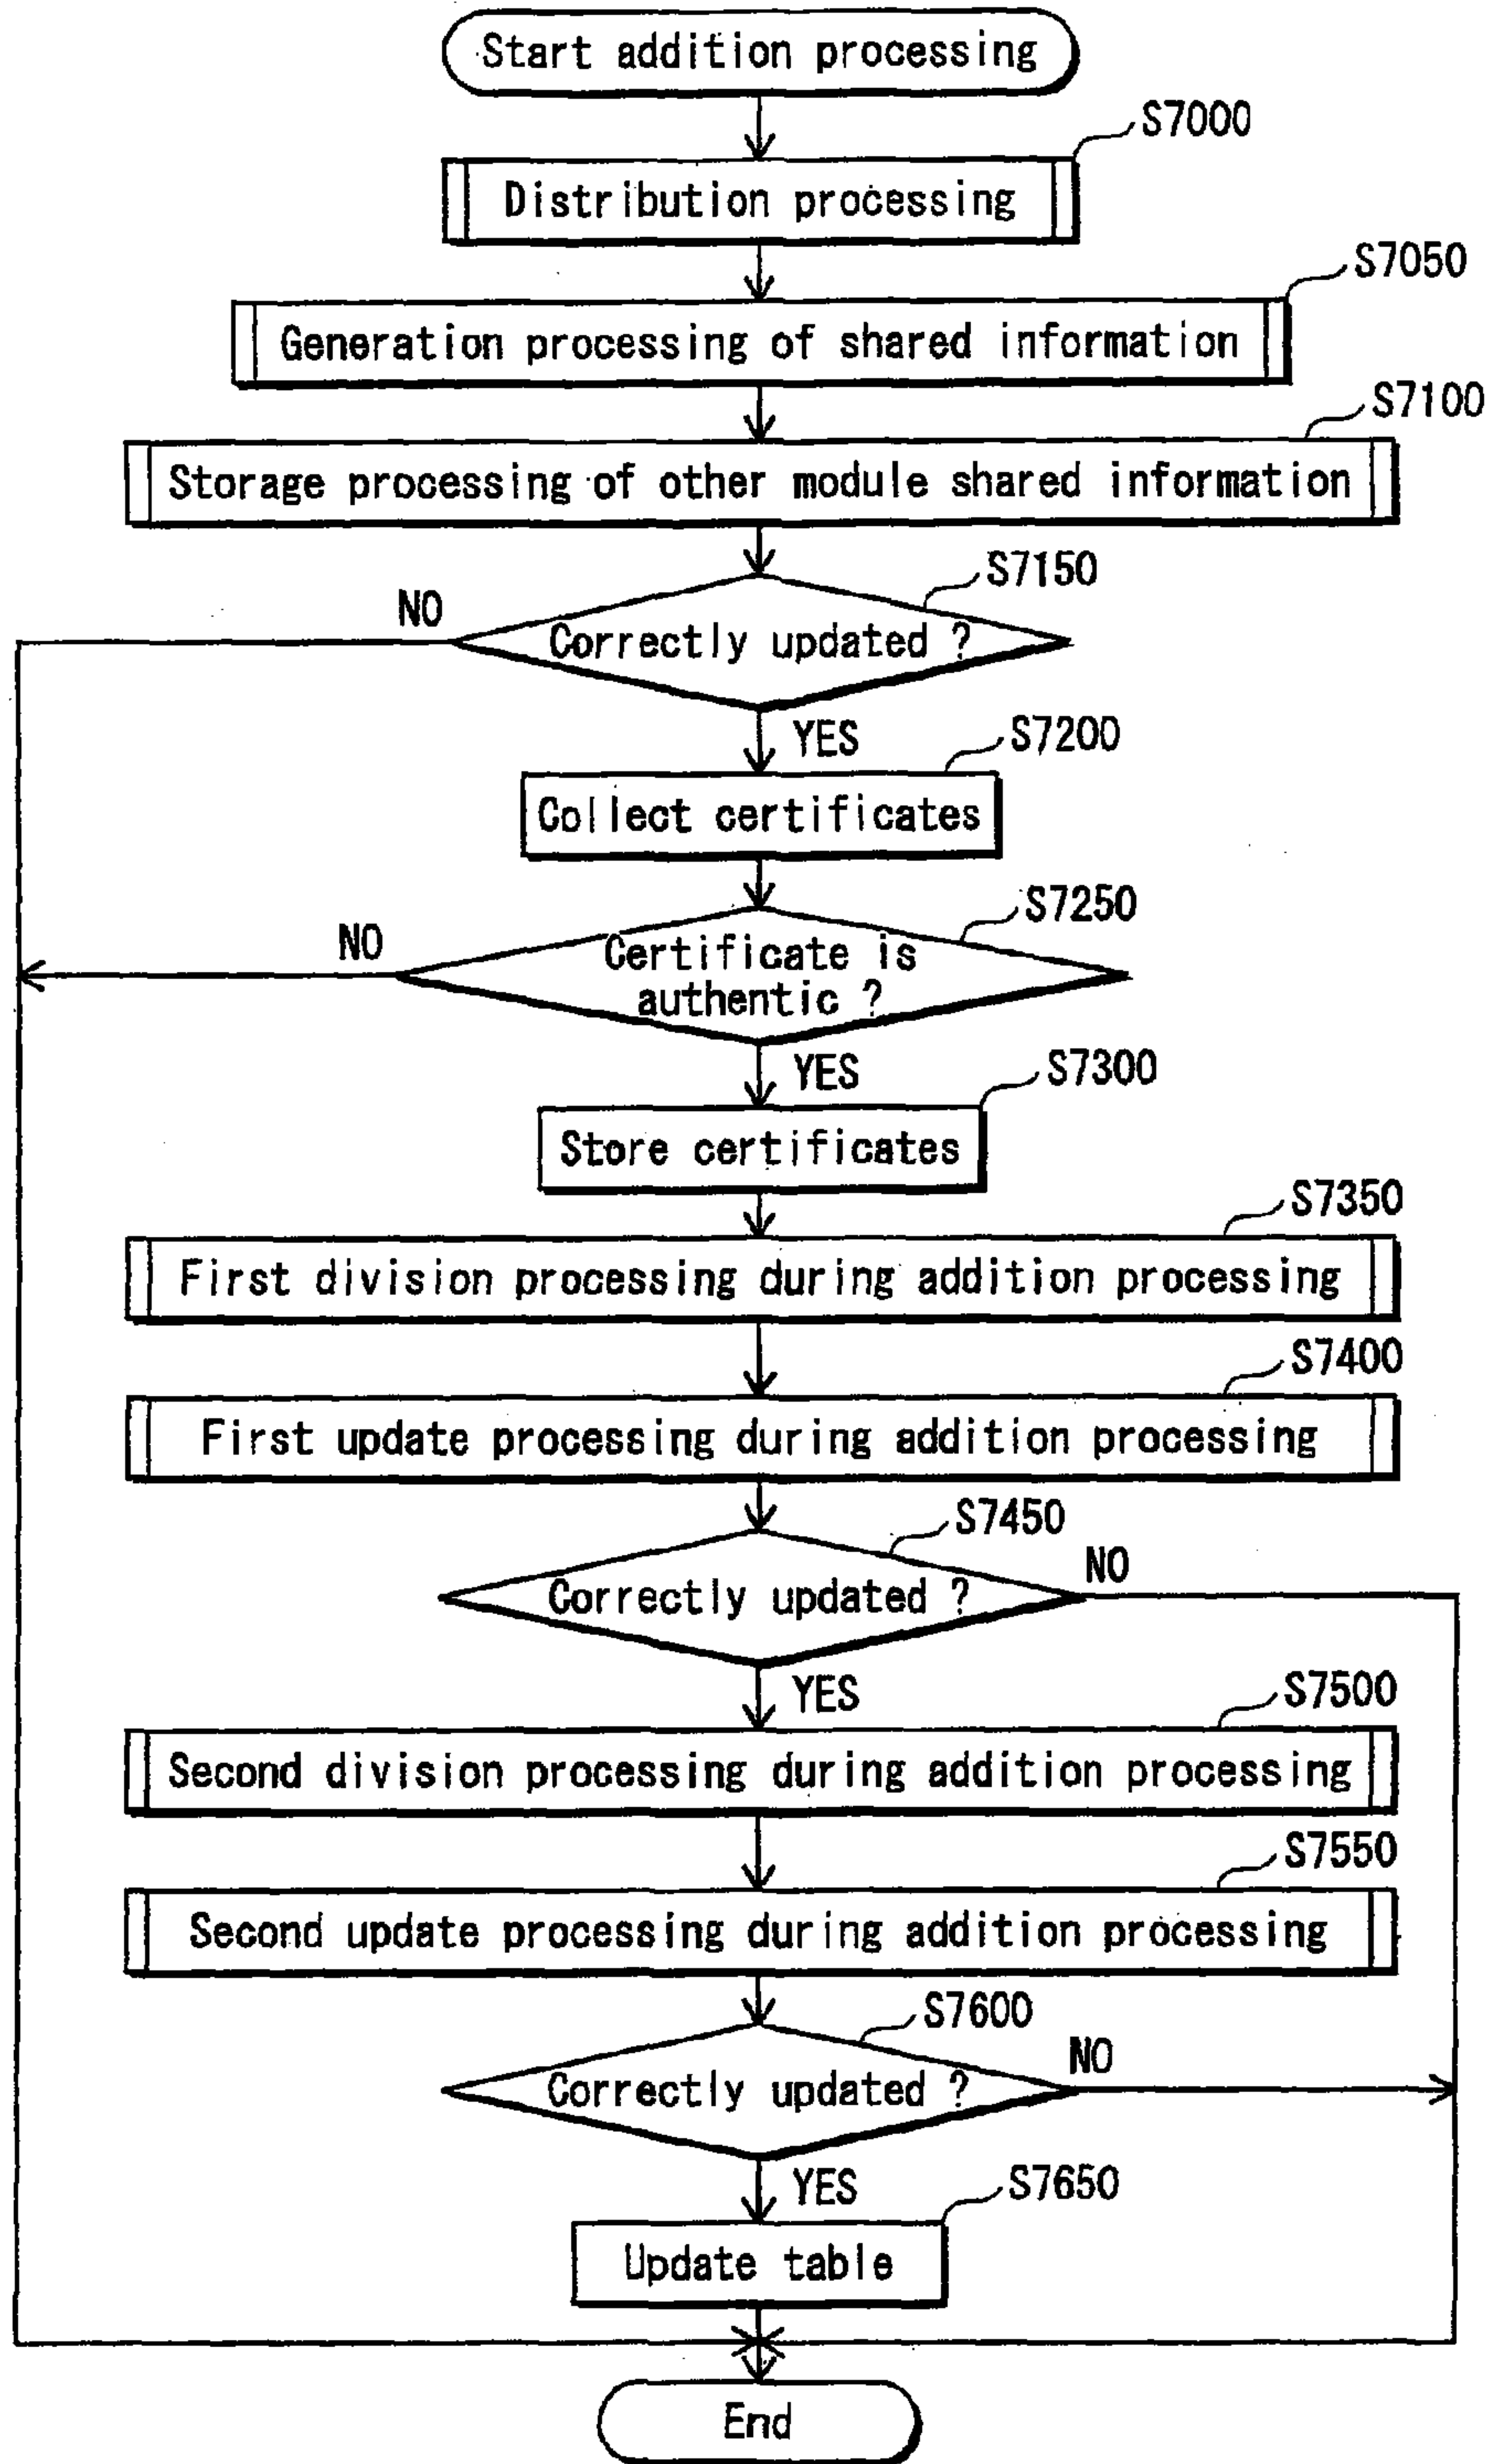 Start addition processing
S7000
Distribution processing
S7050
Generation processing of shared information
S7100
Storage processing of other module shared information
S7150
NO
Correctly updated ?
YES
S7200
Collect certificates
S7250
NO
Certificate is
authentic ?
YES
S7300
Store certificates
S7350
First division processing during addition processing
S7400
First update processing during addition processing
S7450
NO
Correctly updated ?
YES
S7500
Second division processing during addition processing
S7550
Second update processing during addition processing
S7600
NO
Correctly updated ?
YES
S7650
Update table
End